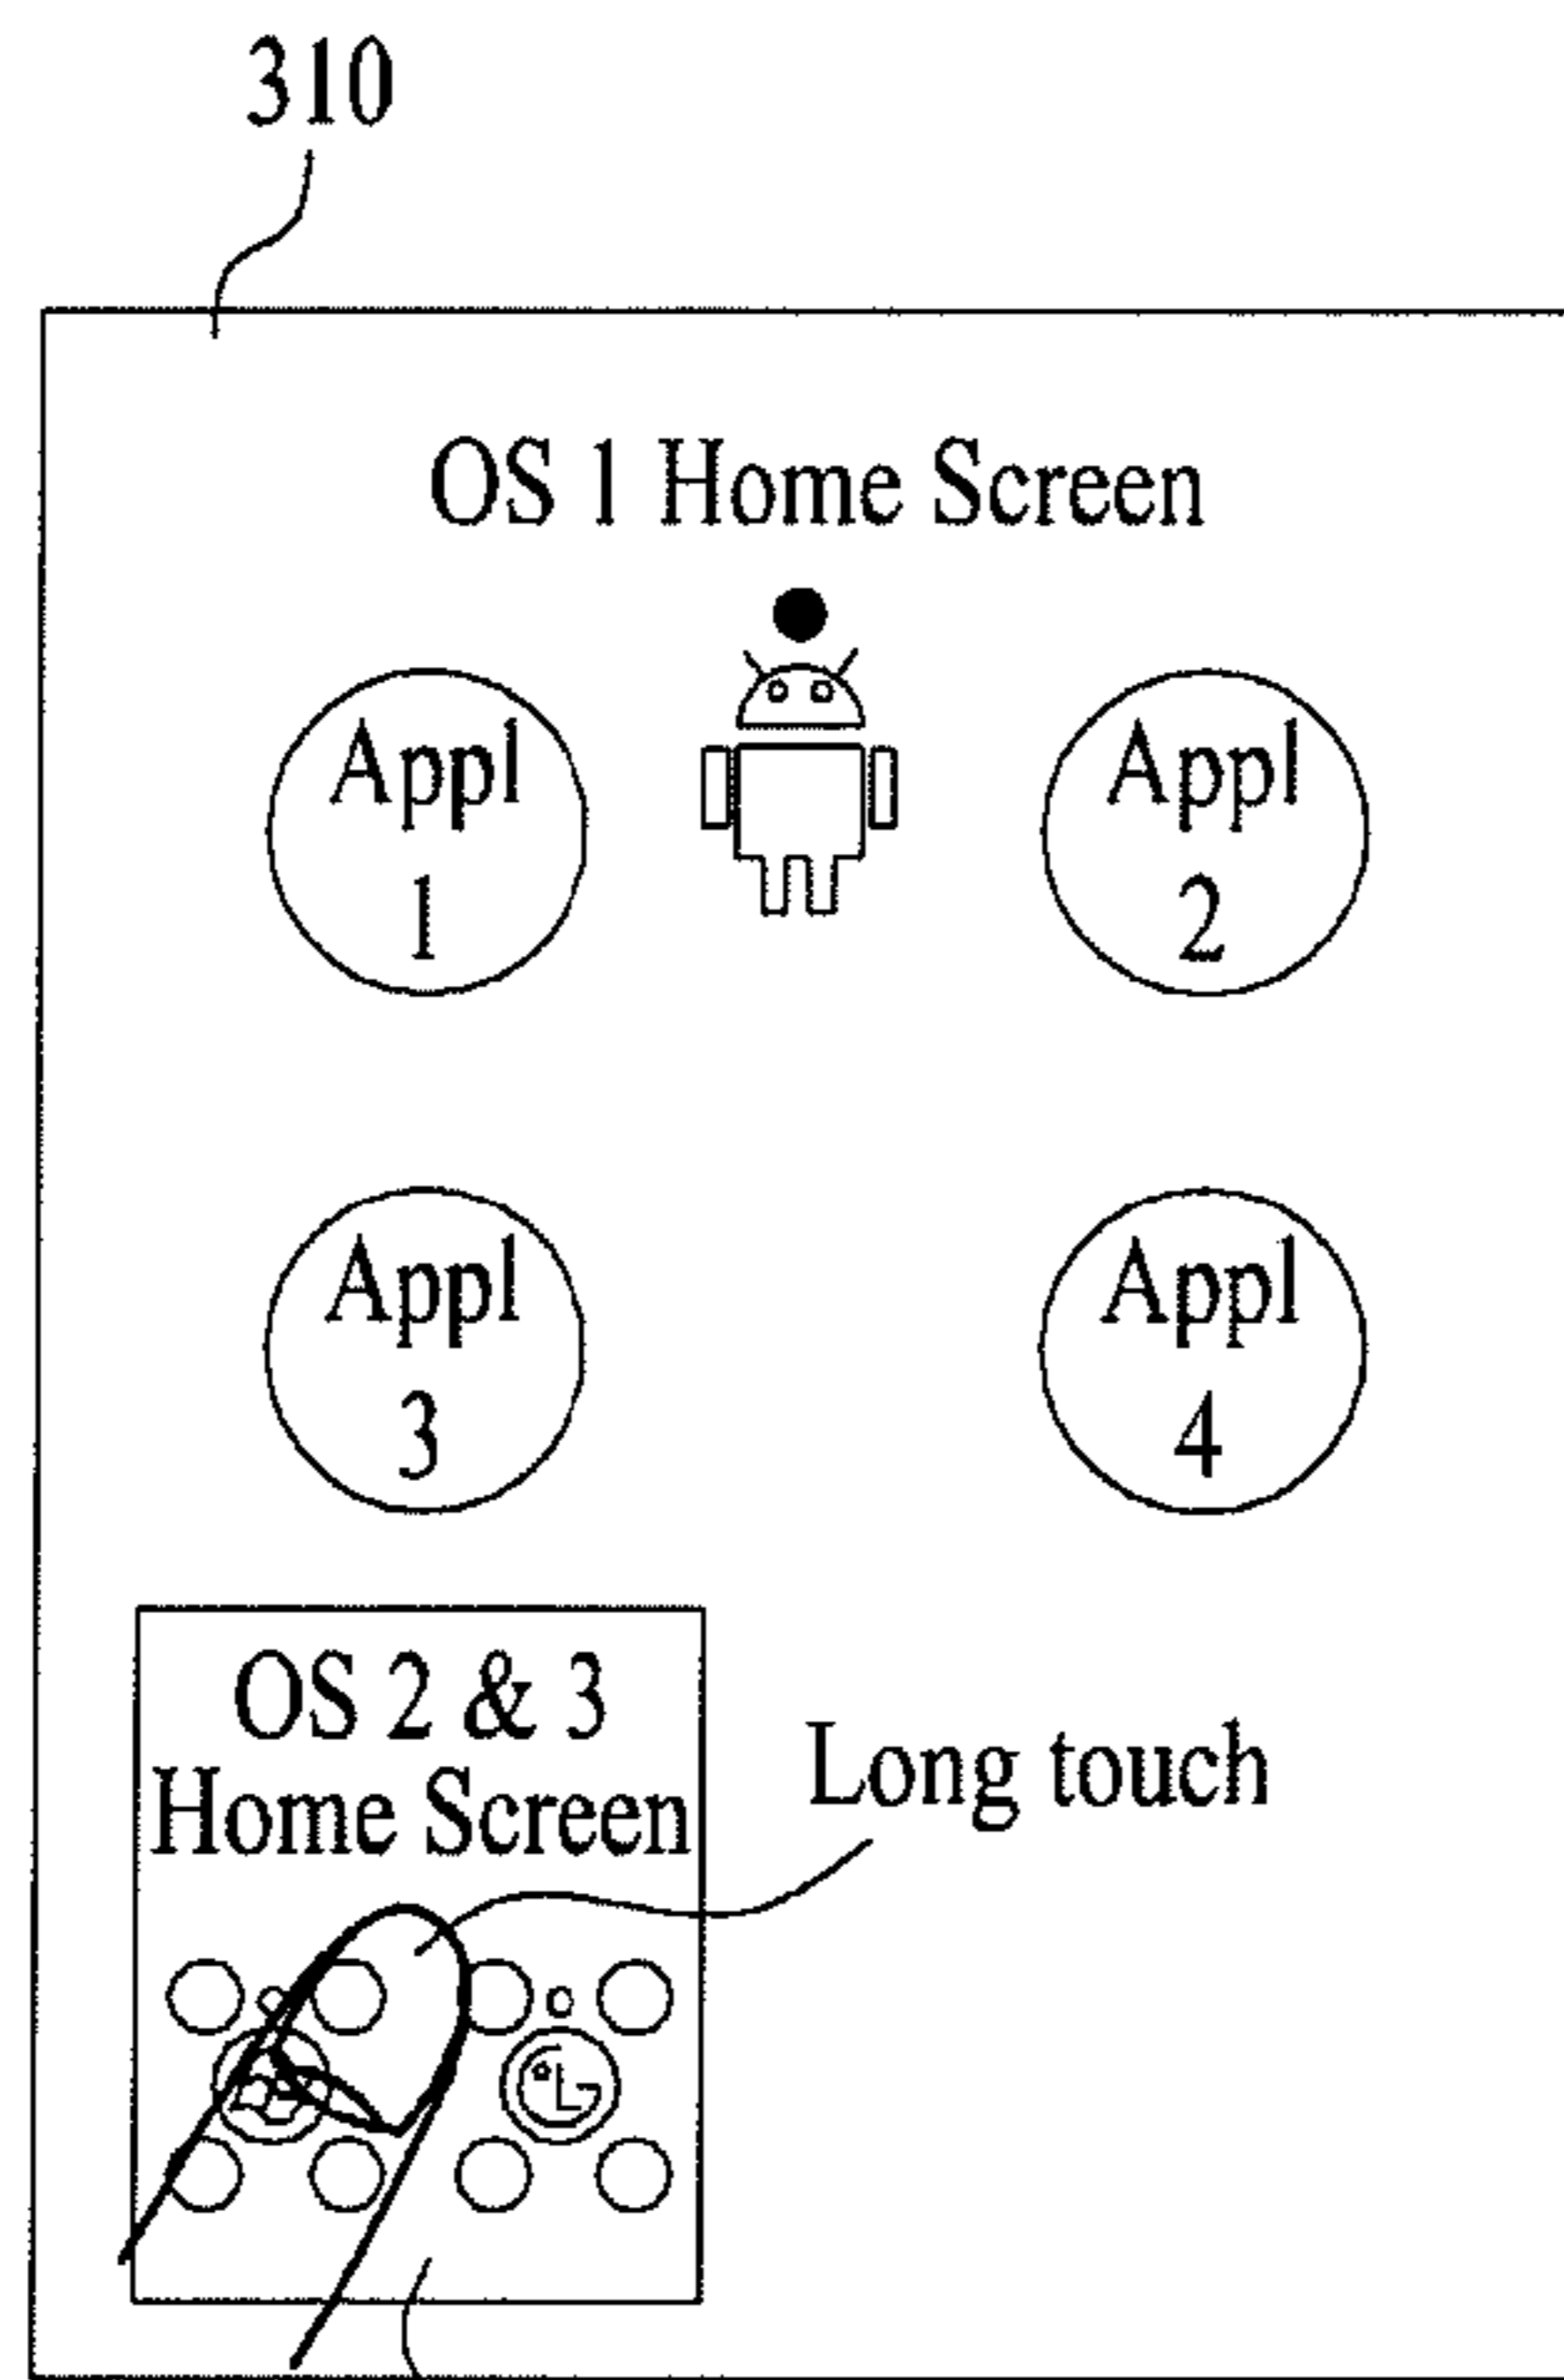 310
OS 1 Home Screen
Appl
1
Appl
2
Appl
3
Appl
4
OS 2 & 3
Home Screen
Long touch
LG